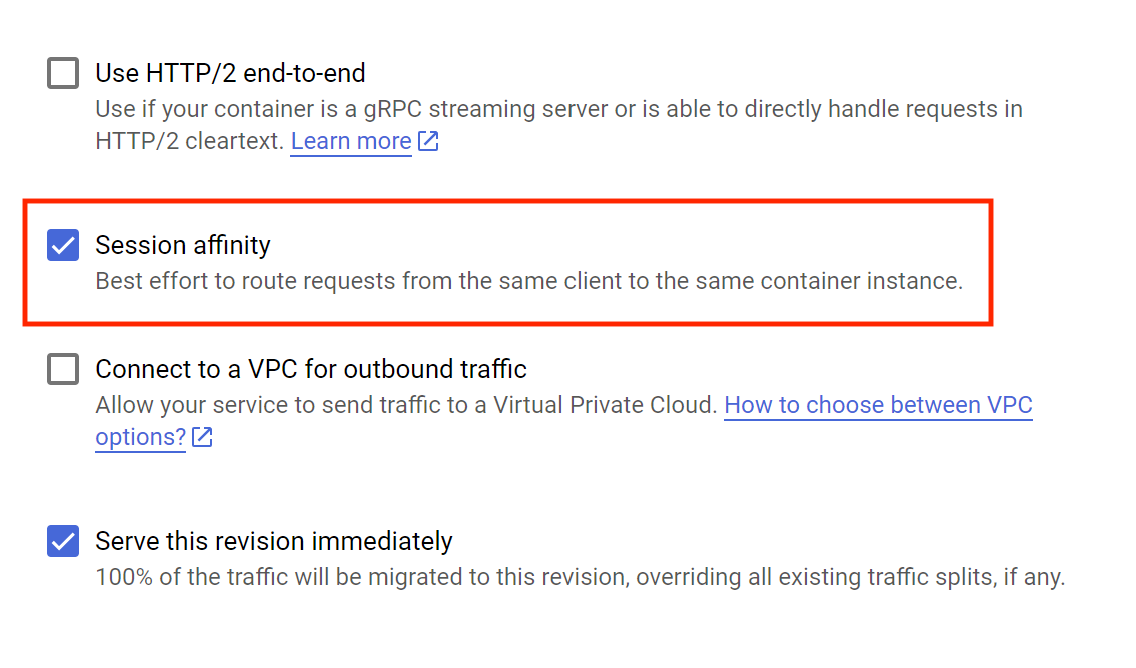 Use HTTP/2 end-to-end
Use if your container is a gRPC streaming server or is able to directly handle requests in
HTTP/2 cleartext. Learn more
Session affinity
Best effort to route requests from the same client to the same container instance.
Connect to a VPC for outbound traffic
Allow your service to send traffic to a Virtual Private Cloud. How to choose between VPC
options?
Serve this revision immediately
100% of the traffic will be migrated to this revision, overriding all existing traffic splits, if any.